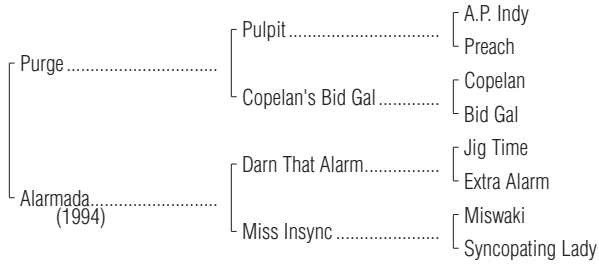 A.P. Indy
Pulpit
Preach
Purge
Copelan
Copelan's Bid Gal
Bid Gal
Jig Time
Darn That Alarm
Extra Alarm
Alarmada
(1994)
Miswaki
Miss Insync
Syncopating Lady